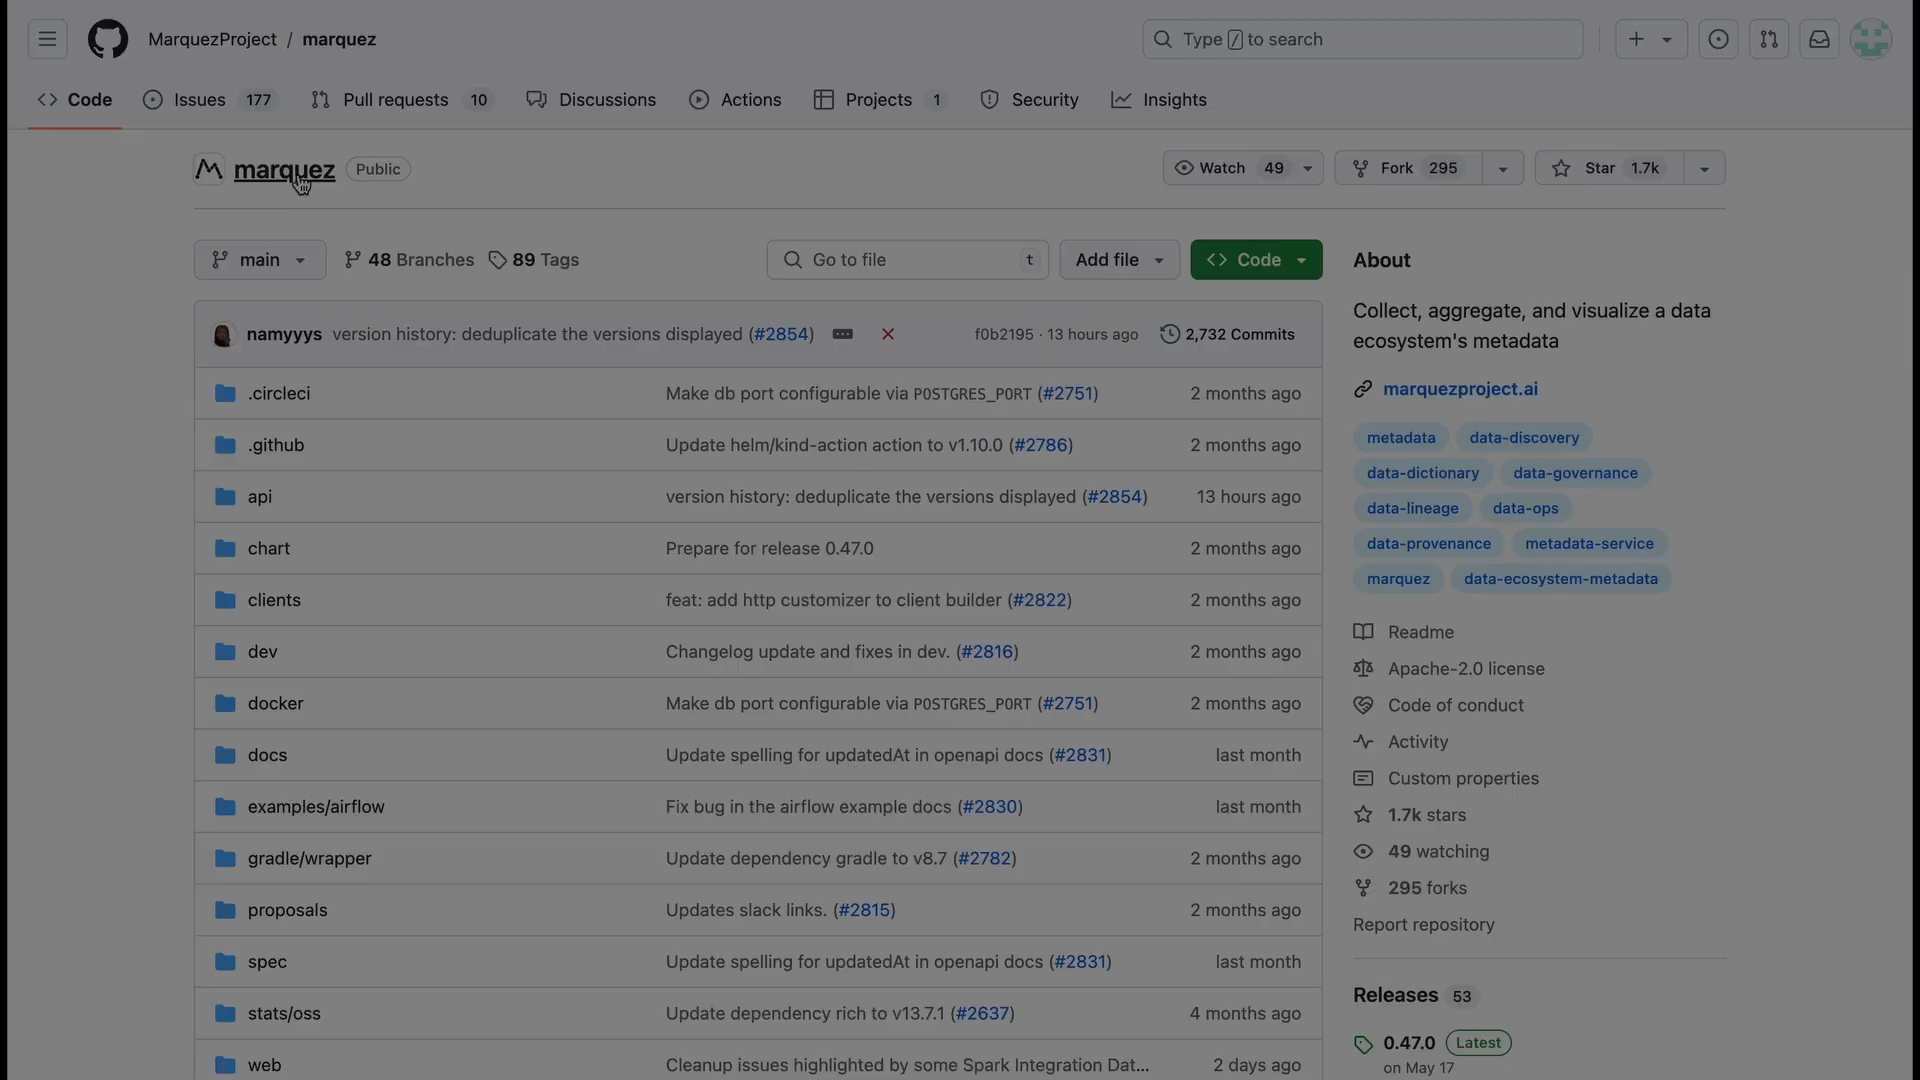 MarquezProject / marquez
Type / to search
Code
Issues 177
Pull requests 10
Discussions
Actions
Projects 1
Security
Insights
marquez Public
Watch 49
Fork 295
Star 1.7k
main
48 Branches
89 Tags
Go to file t
Add file
Code
namyyys version history: deduplicate the versions displayed (#2854) f0b2195 · 13 hours ago 2,732 Commits
.circleci Make db port configurable via POSTGRES_PORT (#2751) 2 months ago
.github Update helm/kind-action action to v1.10.0 (#2786) 2 months ago
api version history: deduplicate the versions displayed (#2854) 13 hours ago
chart Prepare for release 0.47.0 2 months ago
clients feat: add http customizer to client builder (#2822) 2 months ago
dev Changelog update and fixes in dev. (#2816) 2 months ago
docker Make db port configurable via POSTGRES_PORT (#2751) 2 months ago
docs Update spelling for updatedAt in openapi docs (#2831) last month
examples/airflow Fix bug in the airflow example docs (#2830) last month
gradle/wrapper Update dependency gradle to v8.7 (#2782) 2 months ago
proposals Updates slack links. (#2815) 2 months ago
spec Update spelling for updatedAt in openapi docs (#2831) last month
stats/oss Update dependency rich to v13.7.1 (#2637) 4 months ago
web Cleanup issues highlighted by some Spark Integration Dat... 2 days ago
About
Collect, aggregate, and visualize a data
ecosystem's metadata
marquezproject.ai
metadata data-discovery
data-dictionary data-governance
data-lineage data-ops
data-provenance metadata-service
marquez data-ecosystem-metadata
Readme
Apache-2.0 license
Code of conduct
Activity
Custom properties
1.7k stars
49 watching
295 forks
Report repository
Releases 53
0.47.0 Latest
on May 17